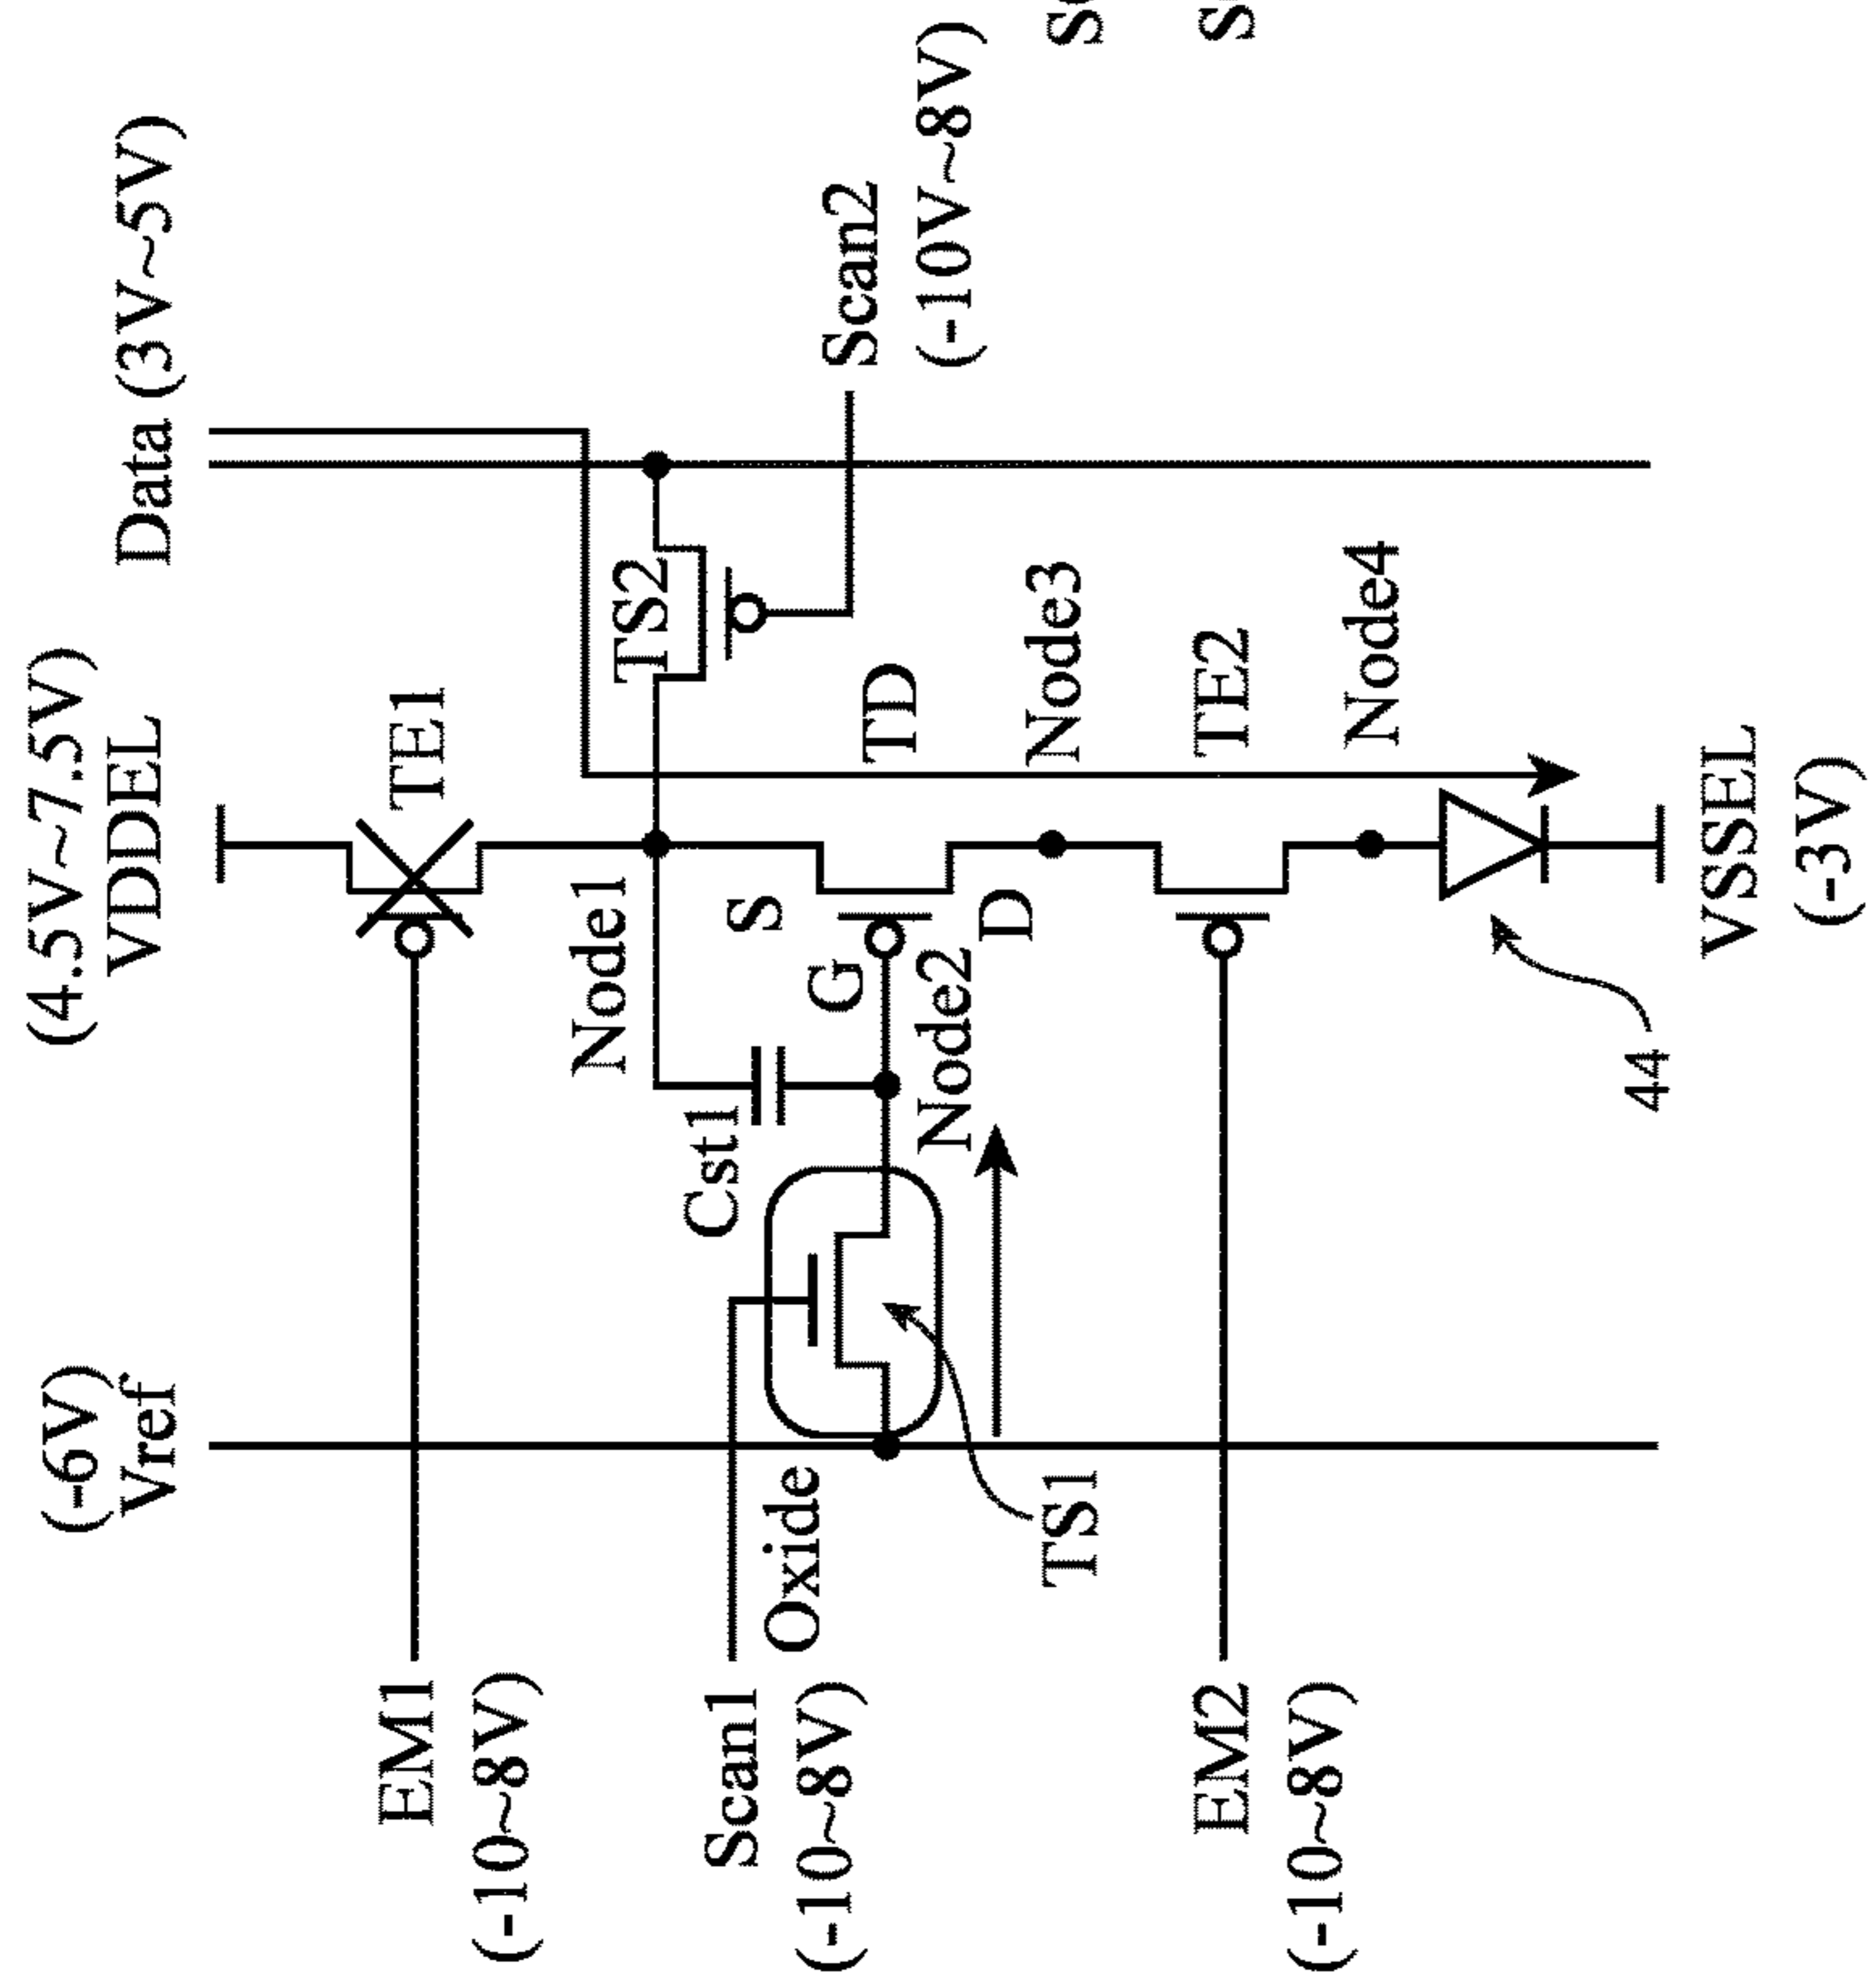 (4.5V~7.5V)
VDDEL
(-6V)
Vref
Data (3V~5V)
EM1
(-10~8V)
TE1
Node1
TS2
Scan1
(-10~8V)
Oxide
Cst1
S
G
TD
Scan2
(-10V~8V)
Node2
D
Node3
TS1
EM2
(-10~8V)
TE2
Node4
44
VSSEL
(-3V)
S